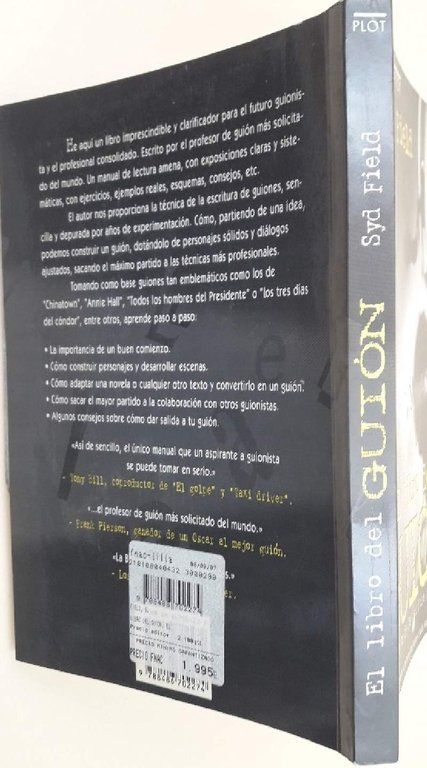 He aquí un libro imprescindible y clarificador para el futuro guionis-
ta y el profesional consolidado. Escrito por el profesor de guión más solicita-
do del mundo. Un manual de lectura amena, con exposiciones claras y siste-
máticas, con ejercicios, ejemplos reales, esquemas, consejos, etc.
El autor nos proporciona la técnica de la escritura de guiones, sen-
cilla y depurada por años de experimentación. Cómo, partiendo de una idea,
podemos construir un guión, dotándolo de personajes sólidos y diálogos
ajustados, sacando el máximo partido a las técnicas más profesionales.
Tomando como base guiones tan emblemáticos como los de
"Chinatown", "Annie Hall", "Todos los hombres del Presidente" o "los tres días
del cóndor", entre otros, aprende paso a paso:
• La importancia de un buen comienzo.
• Cómo construir personajes y desarrollar escenas.
• Cómo adaptar una novela o cualquier otro texto y convertirlo en un guión.
• Cómo sacar el mayor partido a la colaboración con otros guionistas.
• Algunos consejos sobre cómo dar salida a tu guión.
«Así de sencillo, el único manual que un aspirante a guionista
se puede tomar en serio.»
- Tony Bill, coproductor de "El golpe" y "Taxi driver".
«...el profesor de guión más solicitado del mundo.»
- Frank Pierson, ganador de un Oscar al mejor guión.
«La B
- Lo
PRECIO FNAC 1.995
9 788486 702274
PLOT
Syd Field
El libro del GUIÓN